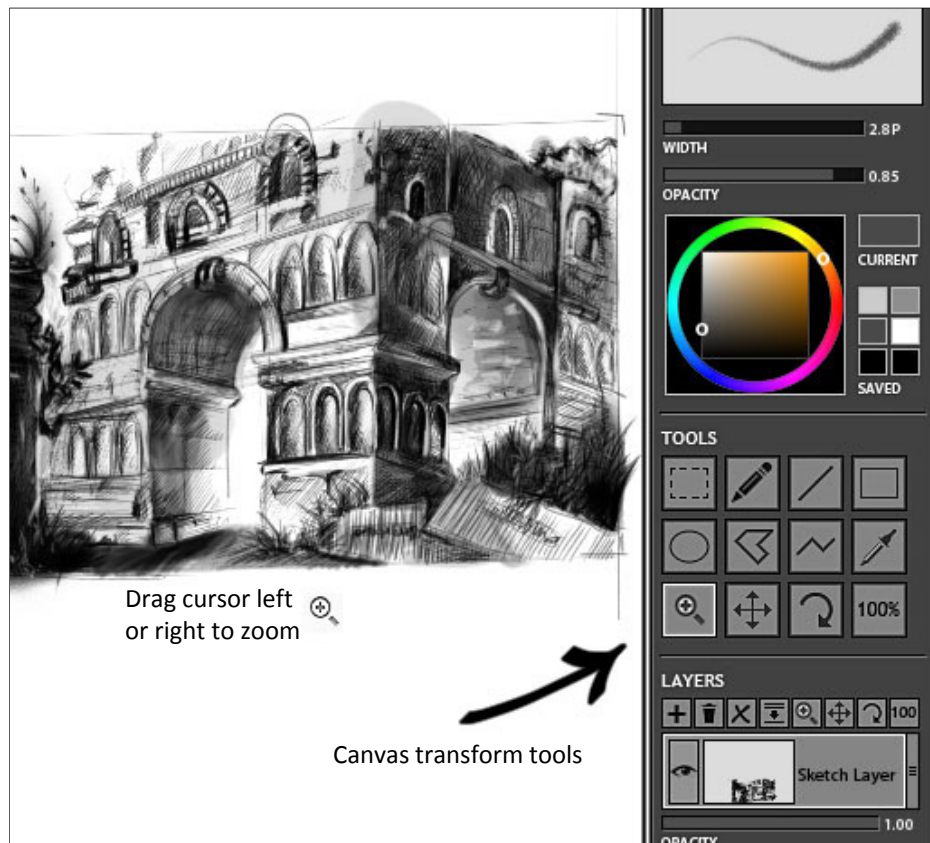 2.8P
WIDTH
0.85
OPACITY
CURRENT
SAVED
TOOLS
100%
Drag cursor left
or right to zoom
LAYERS
100
Canvas transform tools
Sketch Layer
1.00
OPACITY